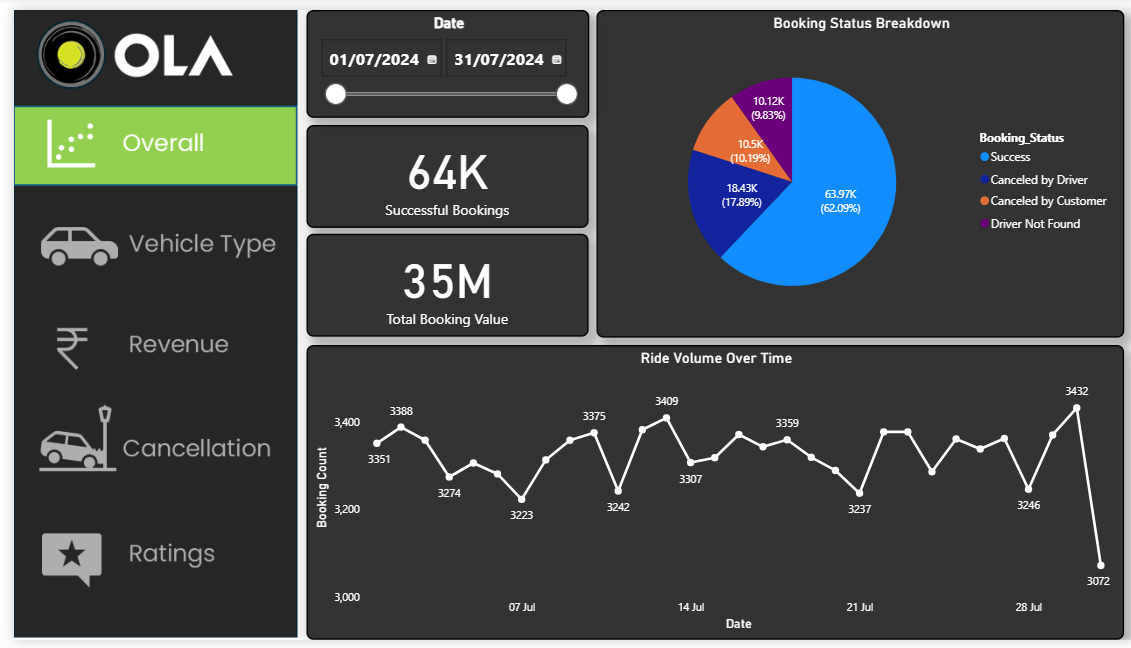 OLA
Overall
Vehicle Type
Revenue
Cancellation
Ratings
Date
01/07/2024
31/07/2024
64K
Successful Bookings
35M
Total Booking Value
Booking Status Breakdown
10.12K
(9.83%)
10.5K
(10.19%)
18.43K
(17.89%)
63.97K
(62.09%)
Booking_Status
Success
Canceled by Driver
Canceled by Customer
Driver Not Found
Ride Volume Over Time
Booking Count
3,400
3,200
3,000
3351
3388
3274
3223
3375
3242
3409
3307
3359
3237
3246
3432
3072
07 Jul
14 Jul
21 Jul
28 Jul
Date